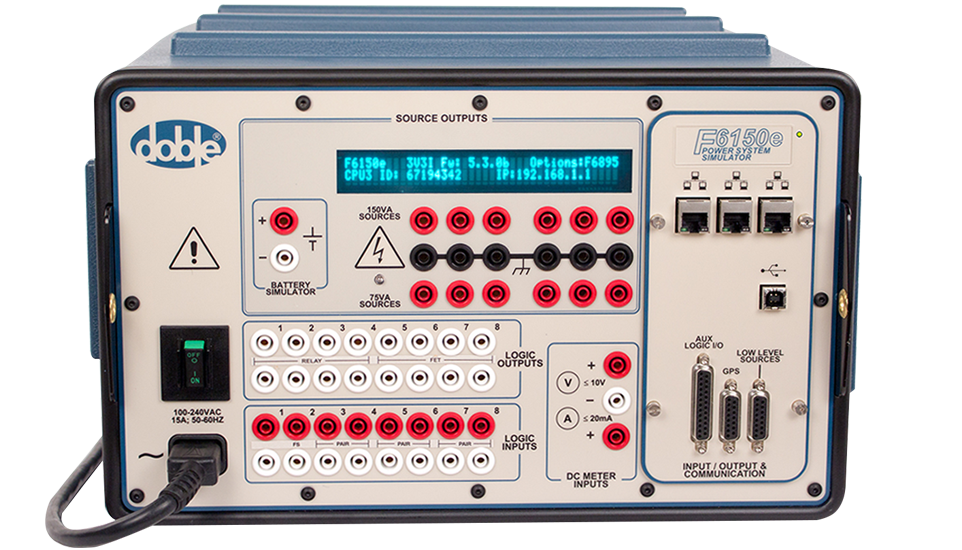 doble®
SOURCE OUTPUTS
F6150e 3V3I Fw: 5.3.0b Options:F6895
CPU3 ID: 67194342 IP:192.168.1.1
F6150e
POWER SYSTEM
SIMULATOR
+
−
BATTERY
SIMULATOR
150VA
SOURCES
75VA
SOURCES
OFF
ON
100-240VAC
15A; 50-60HZ
1 2 3 4 5 6 7 8
RELAY FET
LOGIC
OUTPUTS
1 2 3 4 5 6 7 8
FS PAIR PAIR PAIR
LOGIC
INPUTS
+
V ≤ 10V
−
A ≤ 20mA
+
DC METER
INPUTS
AUX
LOGIC I/O
GPS
LOW LEVEL
SOURCES
INPUT / OUTPUT &
COMMUNICATION